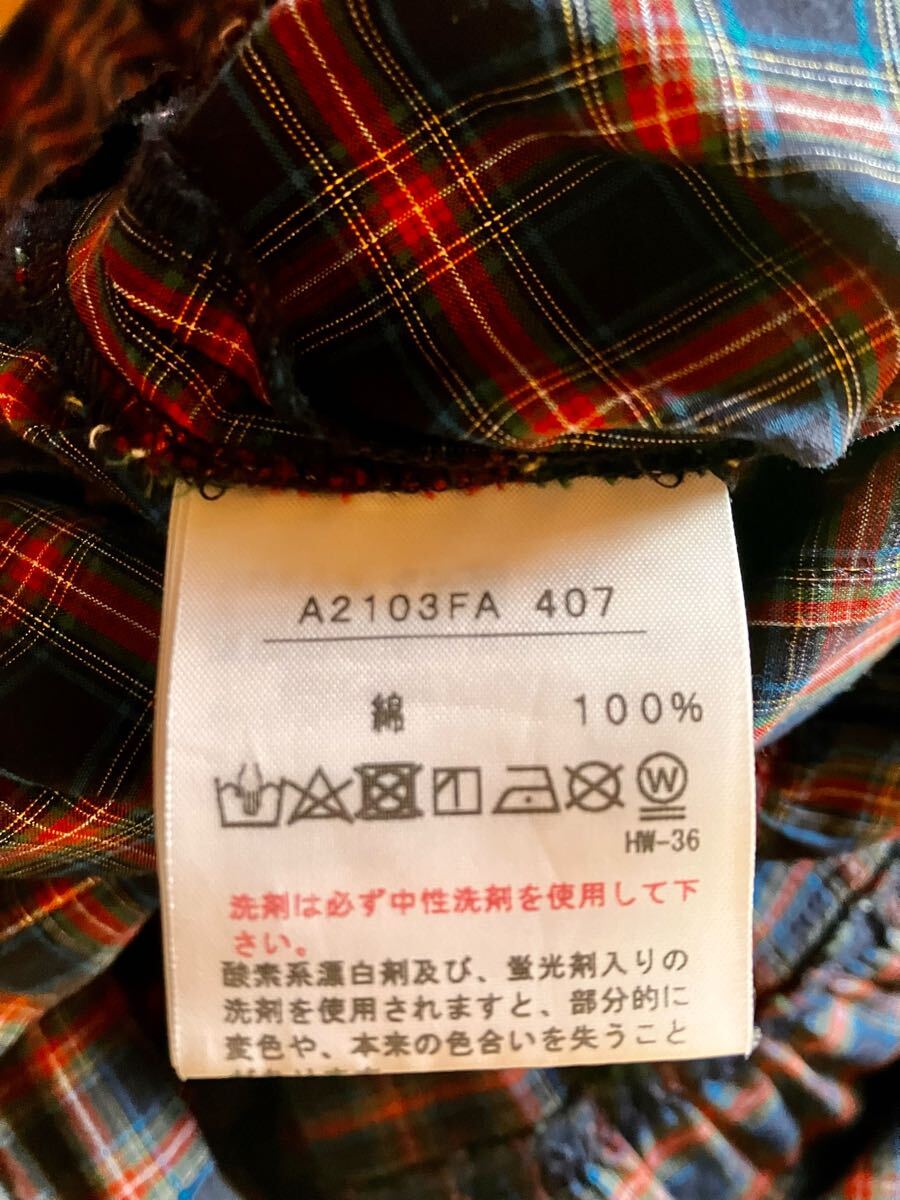 A2103FA 407
綿 100%
W
HW-36
洗剤は必ず中性洗剤を使用して下
さい。
酸素系漂白剤及び、蛍光剤入りの
洗剤を使用されますと、部分的に
変色や、本来の色合いを失うこと